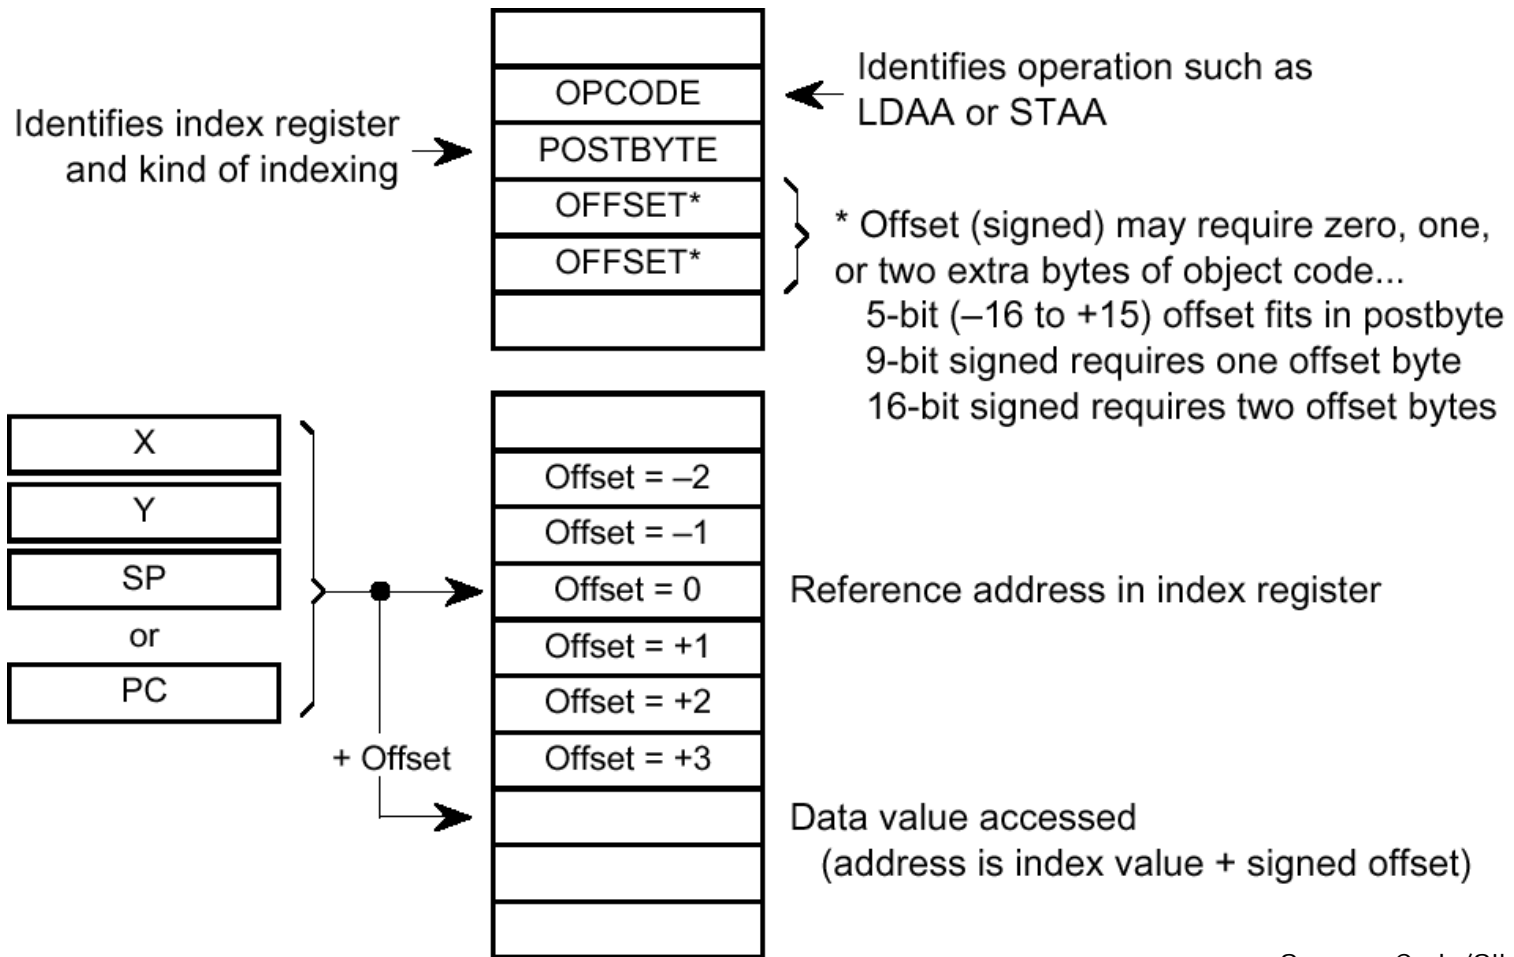 OPCODE
Identifies operation such as
LDAA or STAA
Identifies index register
and kind of indexing
POSTBYTE
OFFSET*
OFFSET*
* Offset (signed) may require zero, one,
or two extra bytes of object code...
5-bit (–16 to +15) offset fits in postbyte
9-bit signed requires one offset byte
16-bit signed requires two offset bytes
X
Y
SP
or
PC
+ Offset
Offset = –2
Offset = –1
Offset = 0
Offset = +1
Offset = +2
Offset = +3
Reference address in index register
Data value accessed
(address is index value + signed offset)